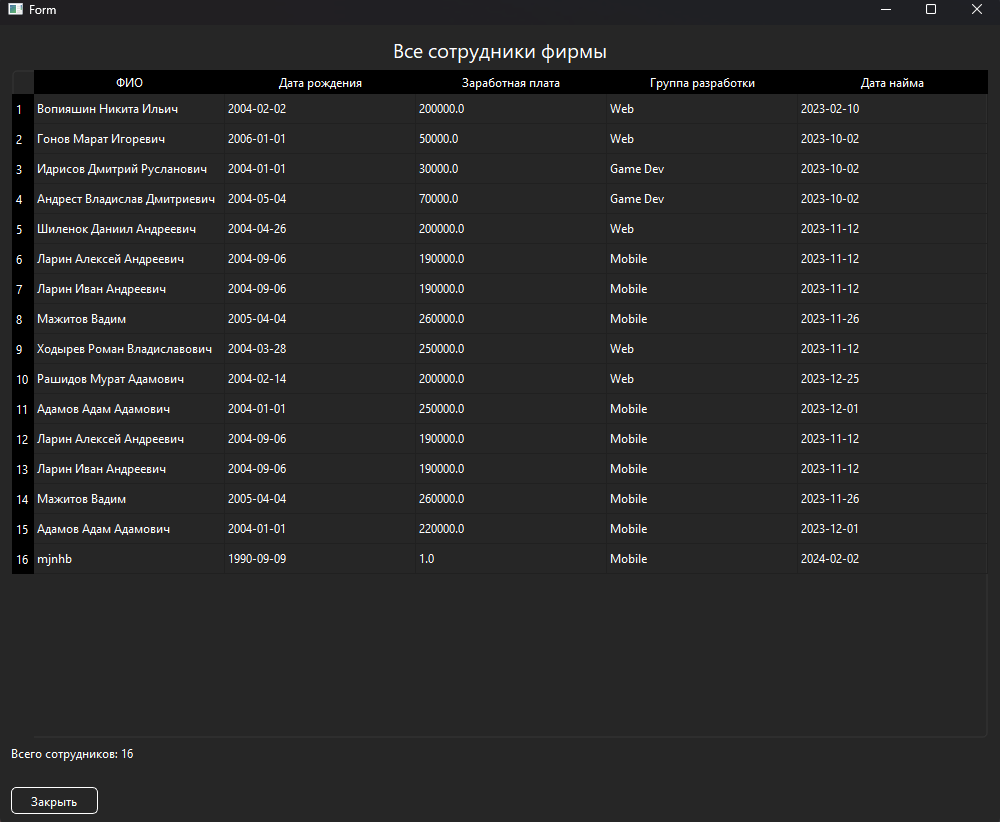 Form
Все сотрудники фирмы
ФИО Дата рождения Заработная плата Группа разработки Дата найма
1 Вопияшин Никита Ильич 2004-02-02 200000.0 Web 2023-02-10
2 Гонов Марат Игоревич 2006-01-01 50000.0 Web 2023-10-02
3 Идрисов Дмитрий Русланович 2004-01-01 30000.0 Game Dev 2023-10-02
4 Андрест Владислав Дмитриевич 2004-05-04 70000.0 Game Dev 2023-10-02
5 Шиленок Даниил Андреевич 2004-04-26 200000.0 Web 2023-11-12
6 Ларин Алексей Андреевич 2004-09-06 190000.0 Mobile 2023-11-12
7 Ларин Иван Андреевич 2004-09-06 190000.0 Mobile 2023-11-12
8 Мажитов Вадим 2005-04-04 260000.0 Mobile 2023-11-26
9 Ходырев Роман Владиславович 2004-03-28 250000.0 Web 2023-11-12
10 Рашидов Мурат Адамович 2004-02-14 200000.0 Web 2023-12-25
11 Адамов Адам Адамович 2004-01-01 250000.0 Mobile 2023-12-01
12 Ларин Алексей Андреевич 2004-09-06 190000.0 Mobile 2023-11-12
13 Ларин Иван Андреевич 2004-09-06 190000.0 Mobile 2023-11-12
14 Мажитов Вадим 2005-04-04 260000.0 Mobile 2023-11-26
15 Адамов Адам Адамович 2004-01-01 220000.0 Mobile 2023-12-01
16 mjnhb 1990-09-09 1.0 Mobile 2024-02-02
Всего сотрудников: 16
Закрыть